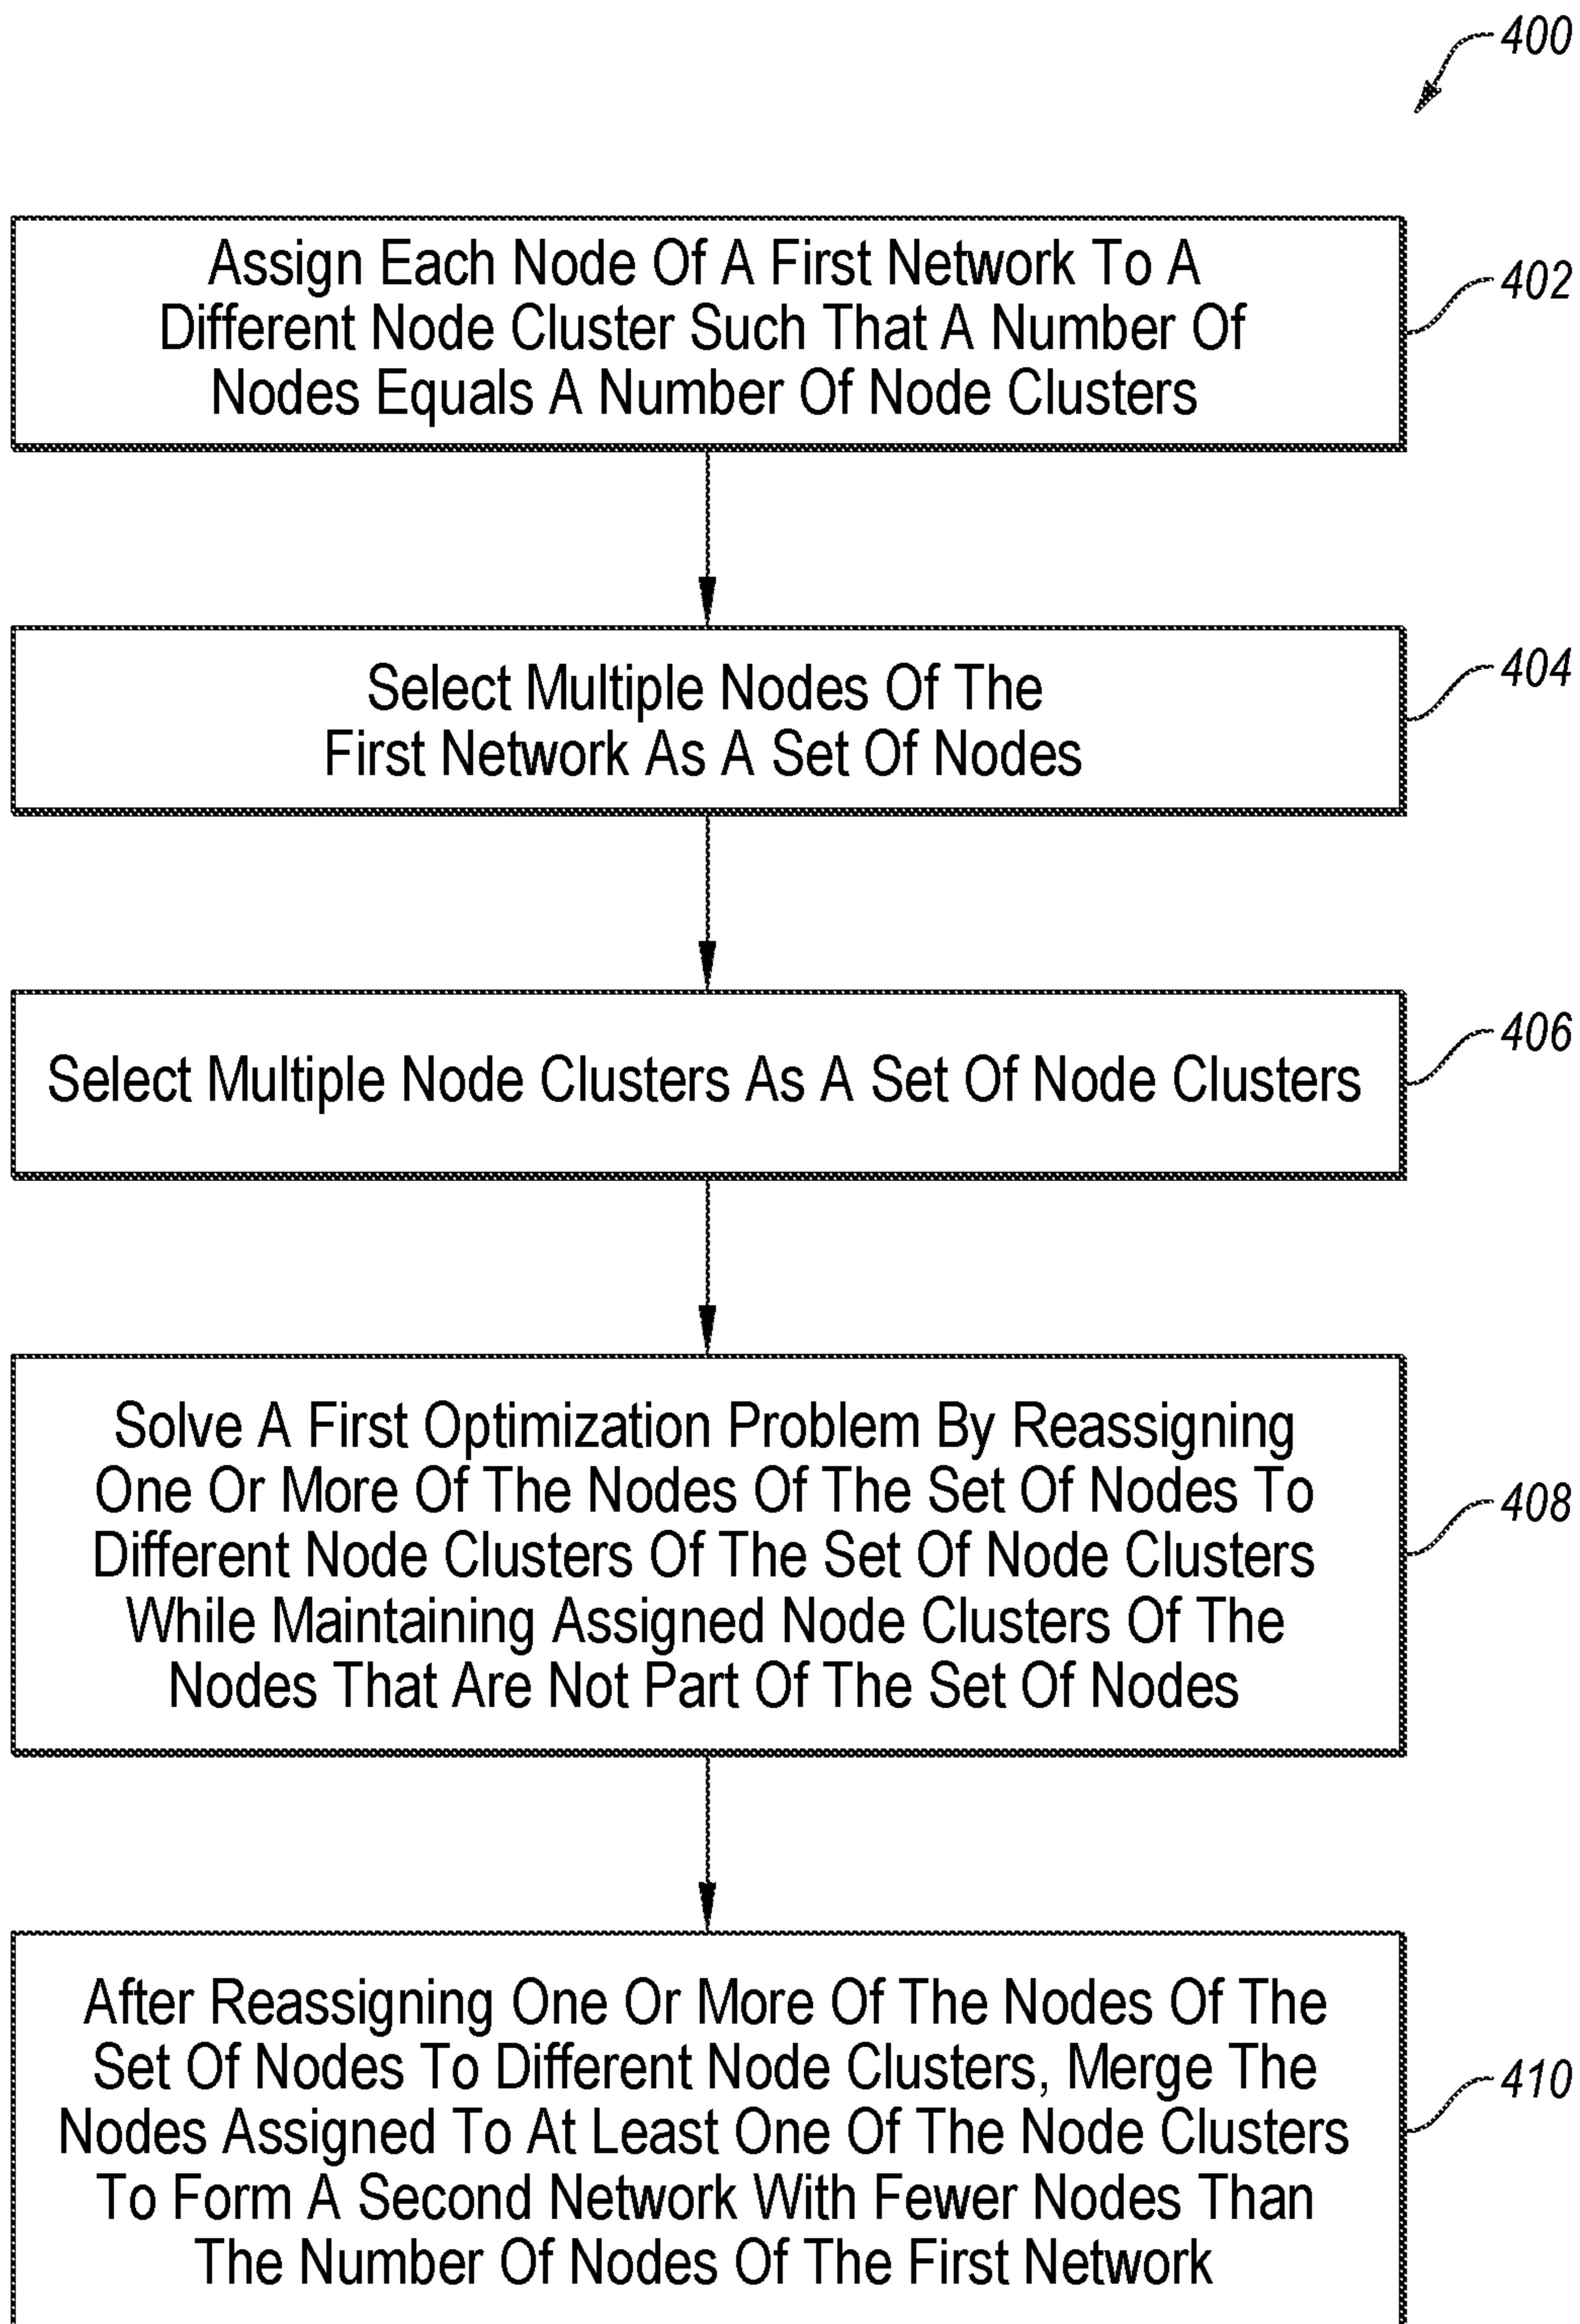 400
Assign Each Node Of A First Network To A
Different Node Cluster Such That A Number Of
Nodes Equals A Number Of Node Clusters
402
Select Multiple Nodes Of The
First Network As A Set Of Nodes
404
Select Multiple Node Clusters As A Set Of Node Clusters
406
Solve A First Optimization Problem By Reassigning
One Or More Of The Nodes Of The Set Of Nodes To
Different Node Clusters Of The Set Of Node Clusters
While Maintaining Assigned Node Clusters Of The
Nodes That Are Not Part Of The Set Of Nodes
408
After Reassigning One Or More Of The Nodes Of The
Set Of Nodes To Different Node Clusters, Merge The
Nodes Assigned To At Least One Of The Node Clusters
To Form A Second Network With Fewer Nodes Than
The Number Of Nodes Of The First Network
410